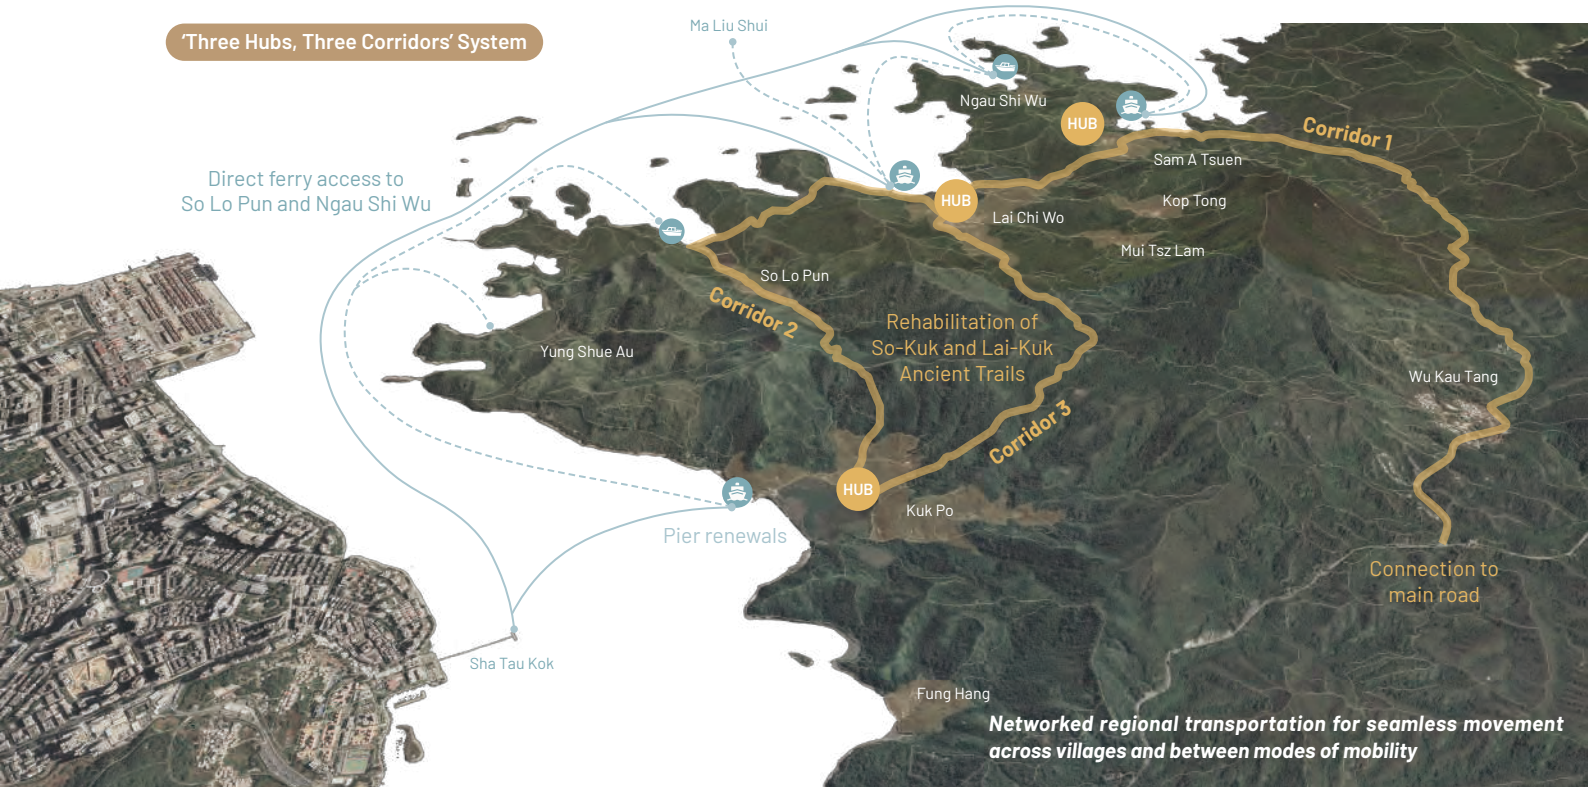 'Three Hubs, Three Corridors' System
Ma Liu Shui
Ngau Shi Wu
HUB
Corridor 1
Sam A Tsuen
Direct ferry access to
So Lo Pun and Ngau Shi Wu
HUB
Kop Tong
Lai Chi Wo
Mui Tsz Lam
So Lo Pun
Corridor 2
Rehabilitation of
So-Kuk and Lai-Kuk
Ancient Trails
Yung Shue Au
Wu Kau Tang
Corridor 3
HUB
Kuk Po
Pier renewals
Connection to
main road
Sha Tau Kok
Fung Hang
Networked regional transportation for seamless movement
across villages and between modes of mobility